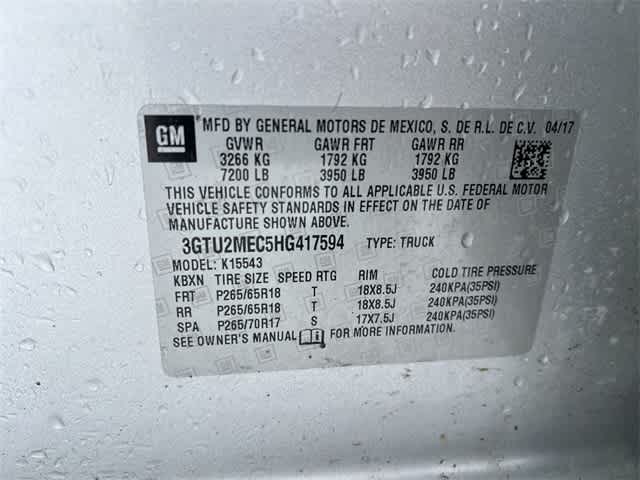 GM MFD BY GENERAL MOTORS DE MEXICO, S. DE R.L. DE C.V. 04/17
GVWR GAWR FRT GAWR RR
3266 KG 1792 KG 1792 KG
7200 LB 3950 LB 3950 LB
THIS VEHICLE CONFORMS TO ALL APPLICABLE U.S. FEDERAL MOTOR
VEHICLE SAFETY STANDARDS IN EFFECT ON THE DATE OF
MANUFACTURE SHOWN ABOVE.
3GTU2MEC5HG417594 TYPE: TRUCK
MODEL: K15543
KBXN TIRE SIZE SPEED RTG RIM COLD TIRE PRESSURE
FRT P265/65R18 T 18X8.5J 240KPA(35PSI)
RR P265/65R18 T 18X8.5J 240KPA(35PSI)
SPA P265/70R17 S 17X7.5J 240KPA(35PSI)
SEE OWNER'S MANUAL FOR MORE INFORMATION.